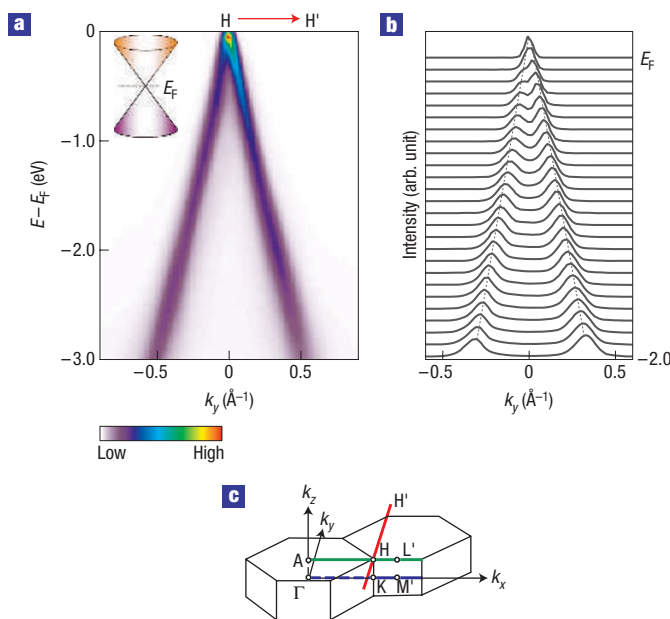 a
H → H'
0
−1.0
−2.0
−3.0
E – E_F (eV)
E_F
−0.5 0 0.5
k_y (Å⁻¹)
Low High
b
E_F
−2.0
Intensity (arb. unit)
−0.5 0 0.5
k_y (Å⁻¹)
c
k_z
k_y
H'
A H L'
Γ K M' k_x